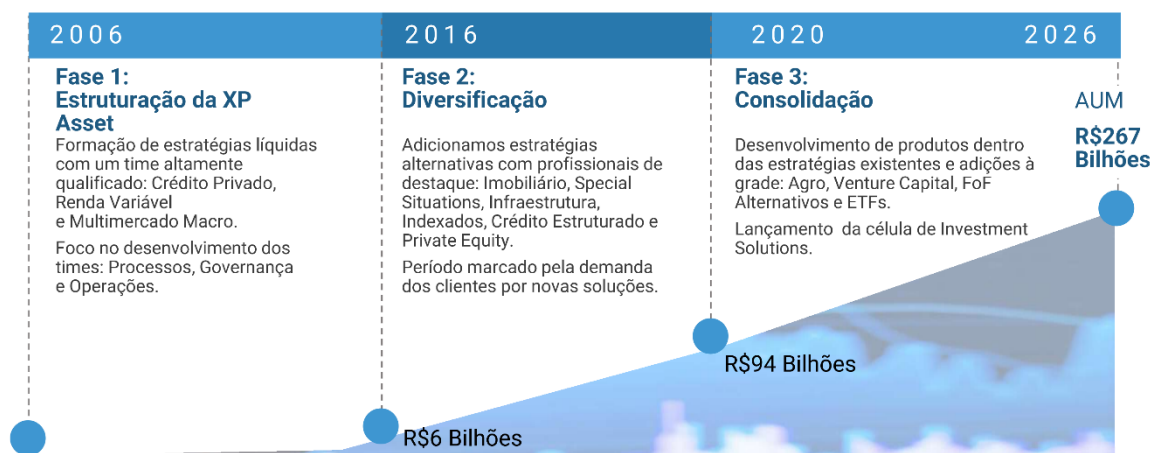 2006
2016
2020
2026
Fase 1:
Estruturação da XP
Asset
Formação de estratégias líquidas
com um time altamente
qualificado: Crédito Privado,
Renda Variável
e Multimercado Macro.
Foco no desenvolvimento dos
times: Processos, Governança
e Operações.
Fase 2:
Diversificação
Adicionamos estratégias
alternativas com profissionais de
destaque: Imobiliário, Special
Situations, Infraestrutura,
Indexados, Crédito Estruturado e
Private Equity.
Período marcado pela demanda
dos clientes por novas soluções.
Fase 3:
Consolidação
Desenvolvimento de produtos dentro
das estratégias existentes e adições à
grade: Agro, Venture Capital, FoF
Alternativos e ETFs.
Lançamento da célula de Investment
Solutions.
AUM
R$267
Bilhões
R$94 Bilhões
R$6 Bilhões